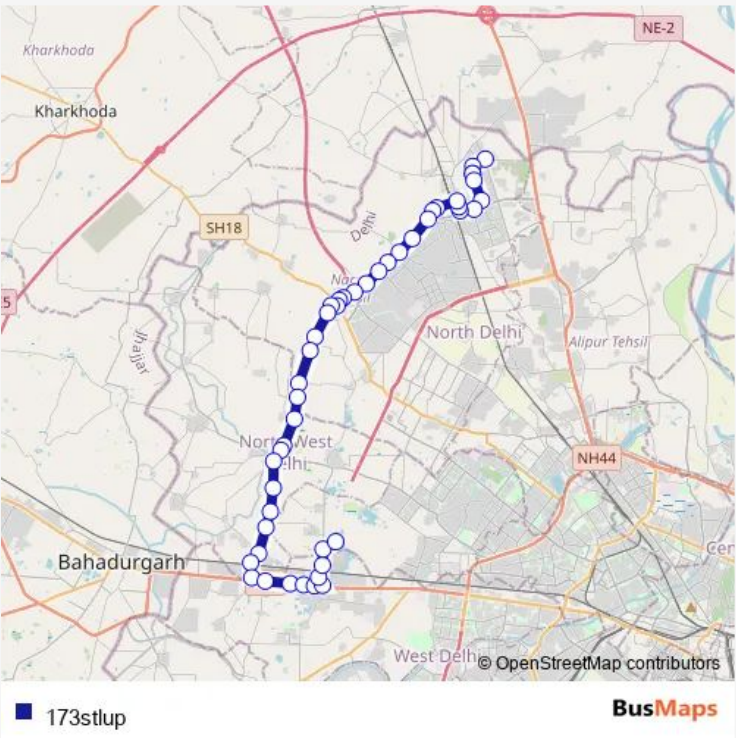 NE-2
Kharkhoda
Kharkhoda
SH18
Delhi
5
North Delhi
Alipur Tehsil
Jhajjar
North West
Delhi
NH44
Bahadurgarh
West Delhi
© OpenStreetMap contributors
173stlup
BusMaps